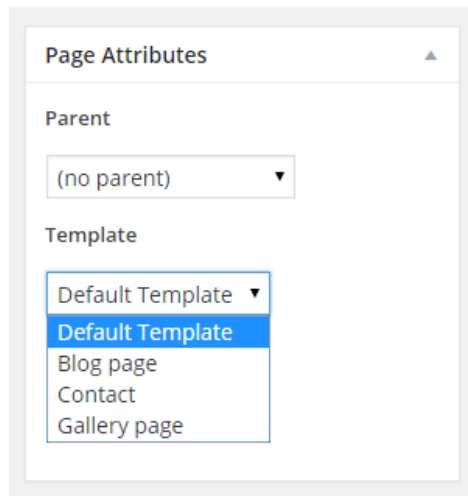 Page Attributes
Parent
(no parent)
Template
Default Template
Default Template
Blog page
Contact
Gallery page